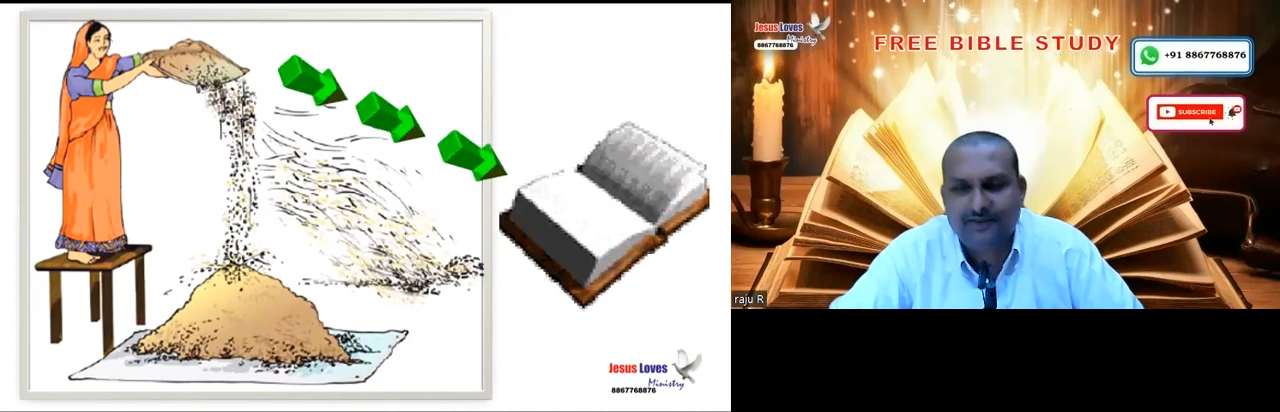 Jesus Loves
Ministry
8867768876
Jesus Loves
Ministry
8867768876
FREE BIBLE STUDY
+91 8867768876
SUBSCRIBE
raju R